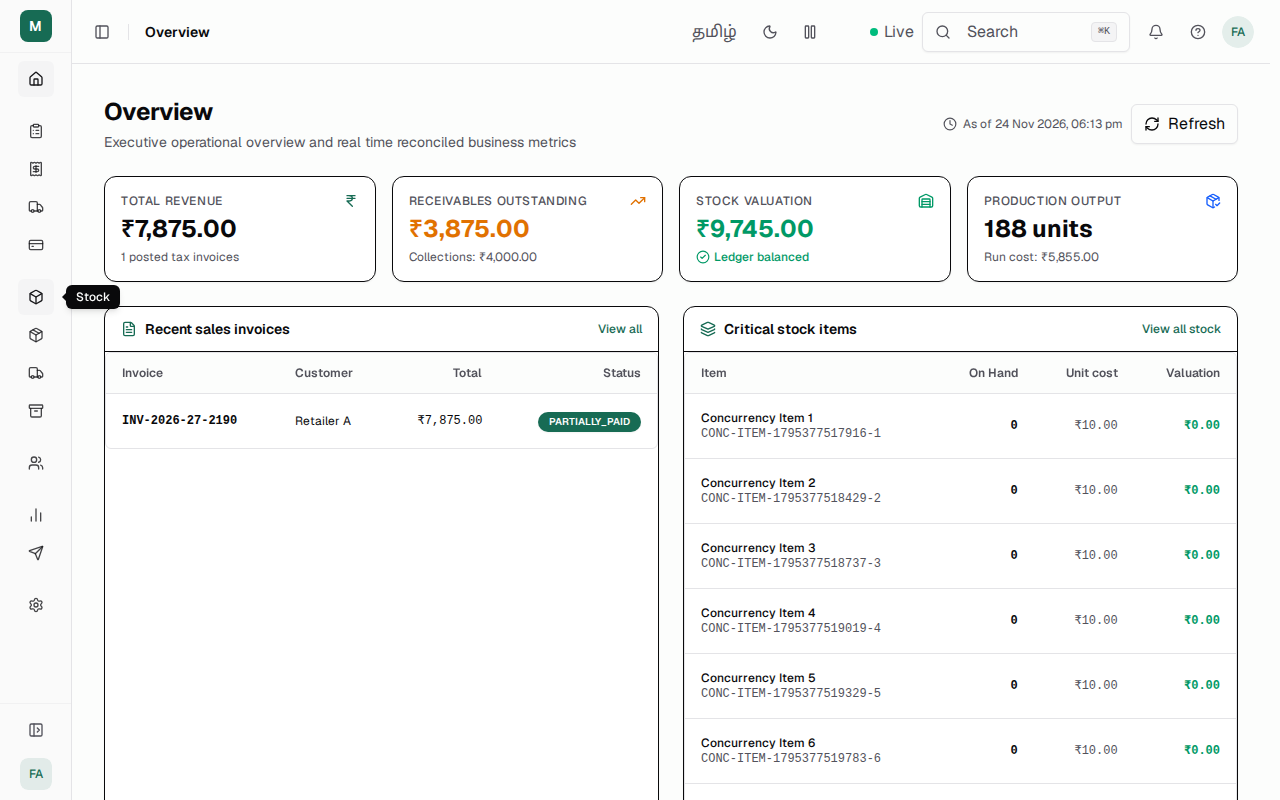 M
Overview
தமிழ்
Live
Search
⌘K
FA
Overview
Executive operational overview and real time reconciled business metrics
As of 24 Nov 2026, 06:13 pm
Refresh
TOTAL REVENUE
₹
₹7,875.00
1 posted tax invoices
RECEIVABLES OUTSTANDING
₹3,875.00
Collections: ₹4,000.00
STOCK VALUATION
₹9,745.00
Ledger balanced
PRODUCTION OUTPUT
188 units
Run cost: ₹5,855.00
Stock
Recent sales invoices
View all
Invoice Customer Total Status
INV-2026-27-2190 Retailer A ₹7,875.00 PARTIALLY_PAID
Critical stock items
View all stock
Item On Hand Unit cost Valuation
Concurrency Item 1
CONC-ITEM-1795377517916-1
0 ₹10.00 ₹0.00
Concurrency Item 2
CONC-ITEM-1795377518429-2
0 ₹10.00 ₹0.00
Concurrency Item 3
CONC-ITEM-1795377518737-3
0 ₹10.00 ₹0.00
Concurrency Item 4
CONC-ITEM-1795377519019-4
0 ₹10.00 ₹0.00
Concurrency Item 5
CONC-ITEM-1795377519329-5
0 ₹10.00 ₹0.00
Concurrency Item 6
CONC-ITEM-1795377519783-6
0 ₹10.00 ₹0.00
FA